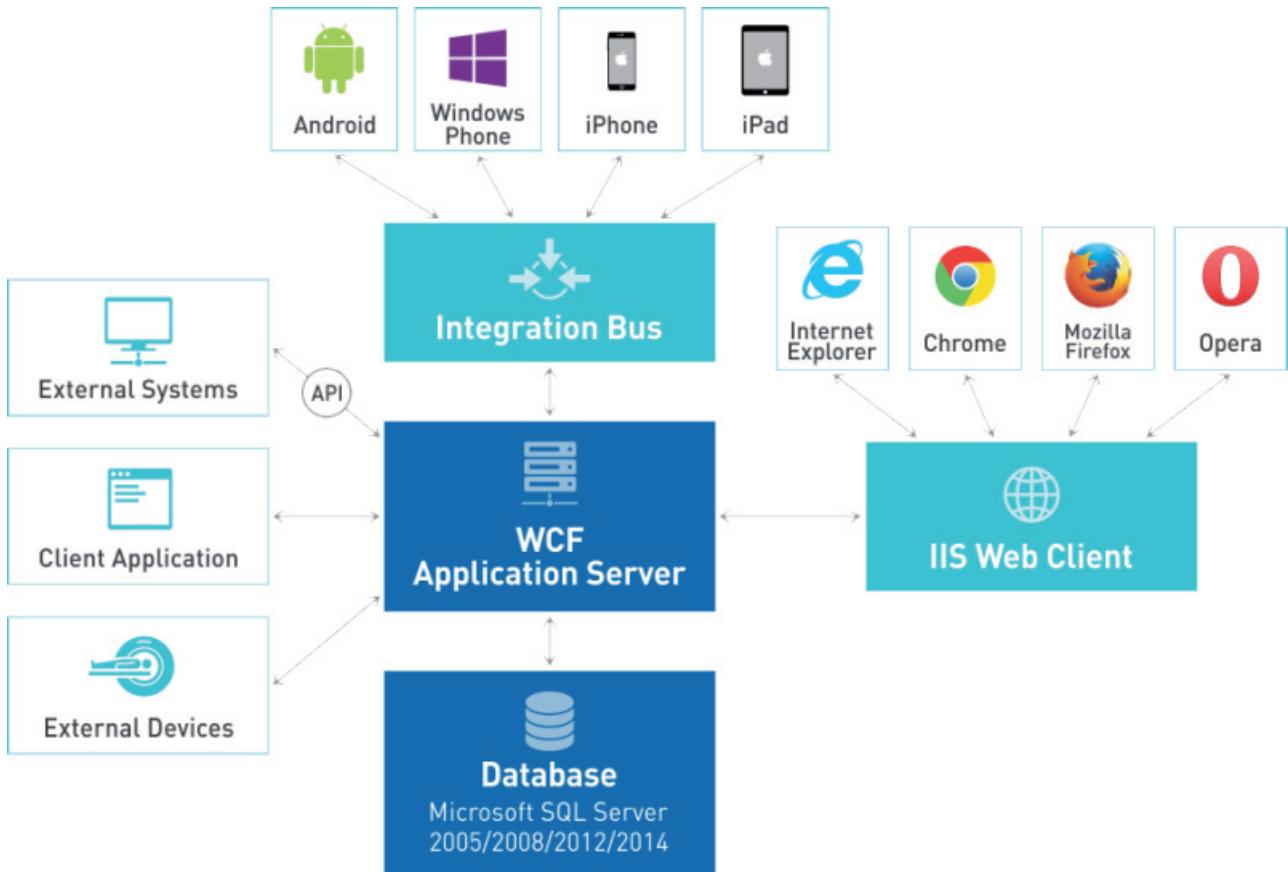 Android
Windows
Phone
iPhone
iPad
Integration Bus
Internet
Explorer
Chrome
Mozilla
Firefox
Opera
External Systems
API
Client Application
WCF
Application Server
IIS Web Client
External Devices
Database
Microsoft SQL Server
2005/2008/2012/2014